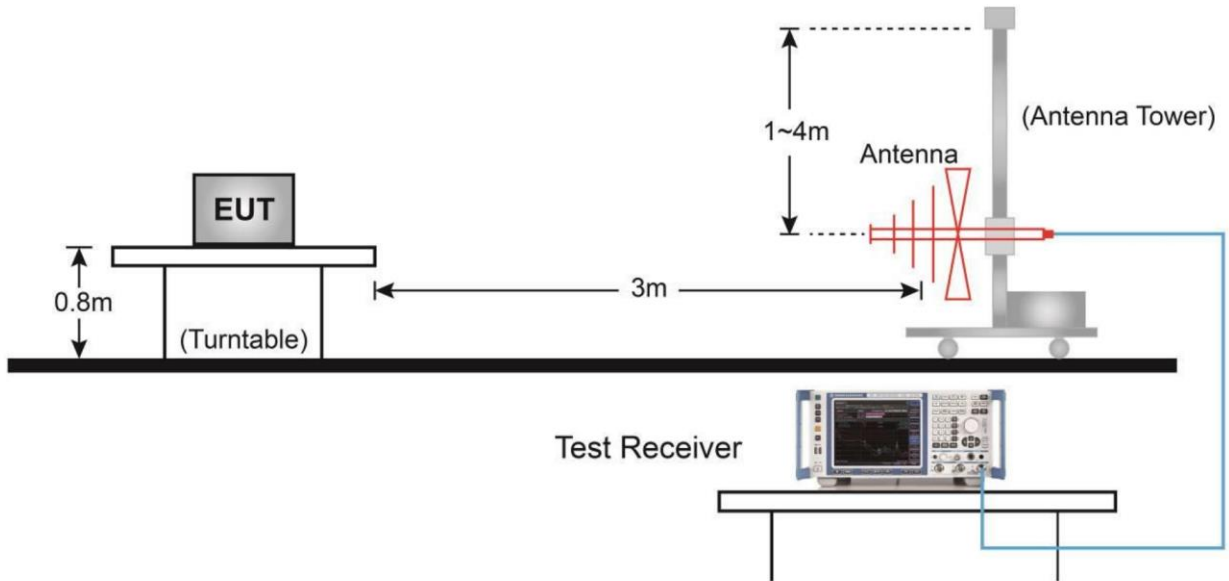 1~4m
(Antenna Tower)
Antenna
EUT
0.8m
3m
(Turntable)
Test Receiver